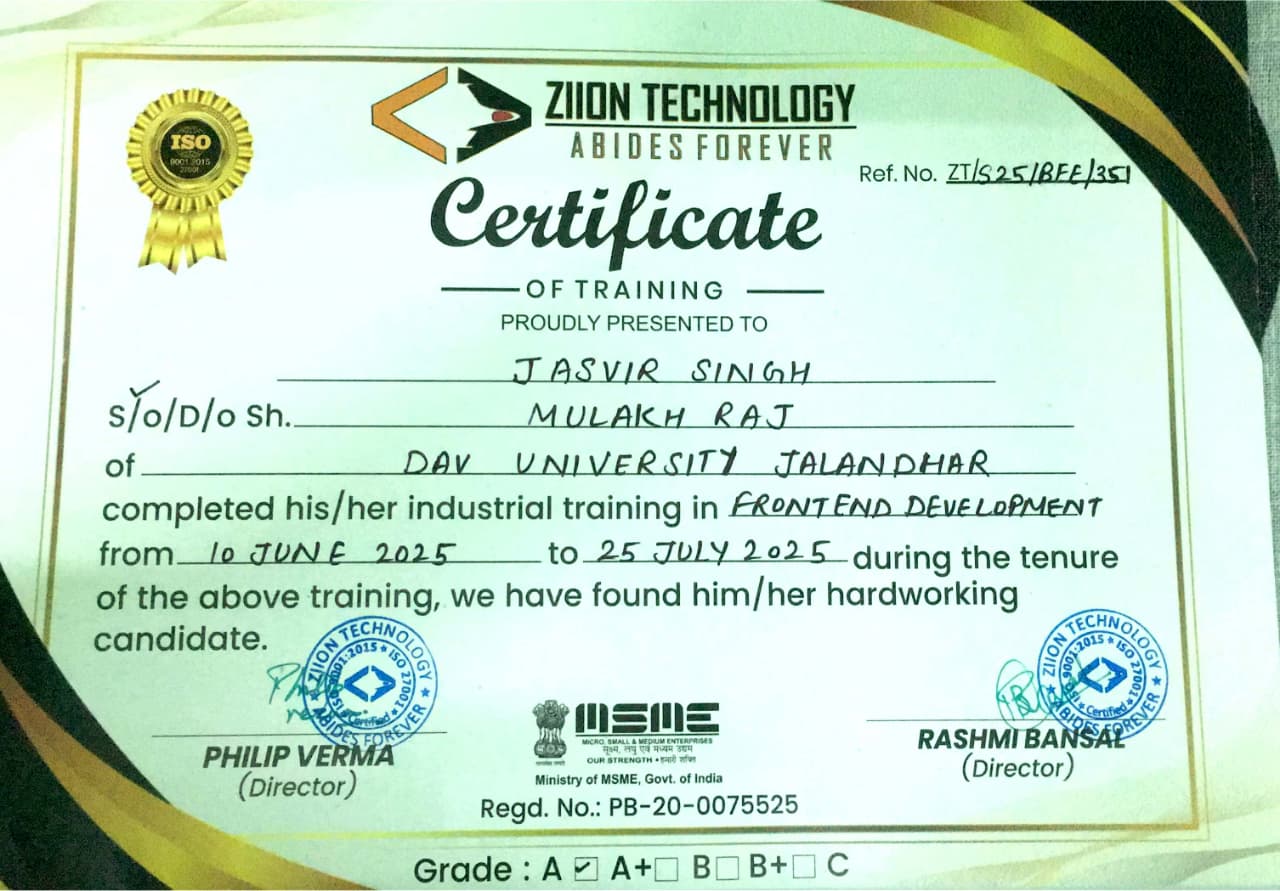 ISO
9001:2015
27001
ZIION TECHNOLOGY
ABIDES FOREVER
Ref. No. ZT/S25/BFE/351
Certificate
OF TRAINING
PROUDLY PRESENTED TO
JASVIR SINGH
S/o/D/o Sh. MULAKH RAJ
of DAV UNIVERSITY JALANDHAR
completed his/her industrial training in FRONTEND DEVELOPMENT
from 10 JUNE 2025 to 25 JULY 2025 during the tenure
of the above training, we have found him/her hardworking
candidate.
ZIION TECHNOLOGY
ISO 9001:2015 * ISO 27001
Certified
ABIDES FOREVER
ZIION TECHNOLOGY
ISO 9001:2015 * ISO 27001
Certified
ABIDES FOREVER
PHILIP VERMA
(Director)
MSME
MICRO, SMALL & MEDIUM ENTERPRISES
सूक्ष्म, लघु एवं मध्यम उद्यम
OUR STRENGTH • हमारी शक्ति
Ministry of MSME, Govt. of India
Regd. No.: PB-20-0075525
RASHMI BANSAL
(Director)
Grade : A ☑ A+☐ B☐ B+☐ C